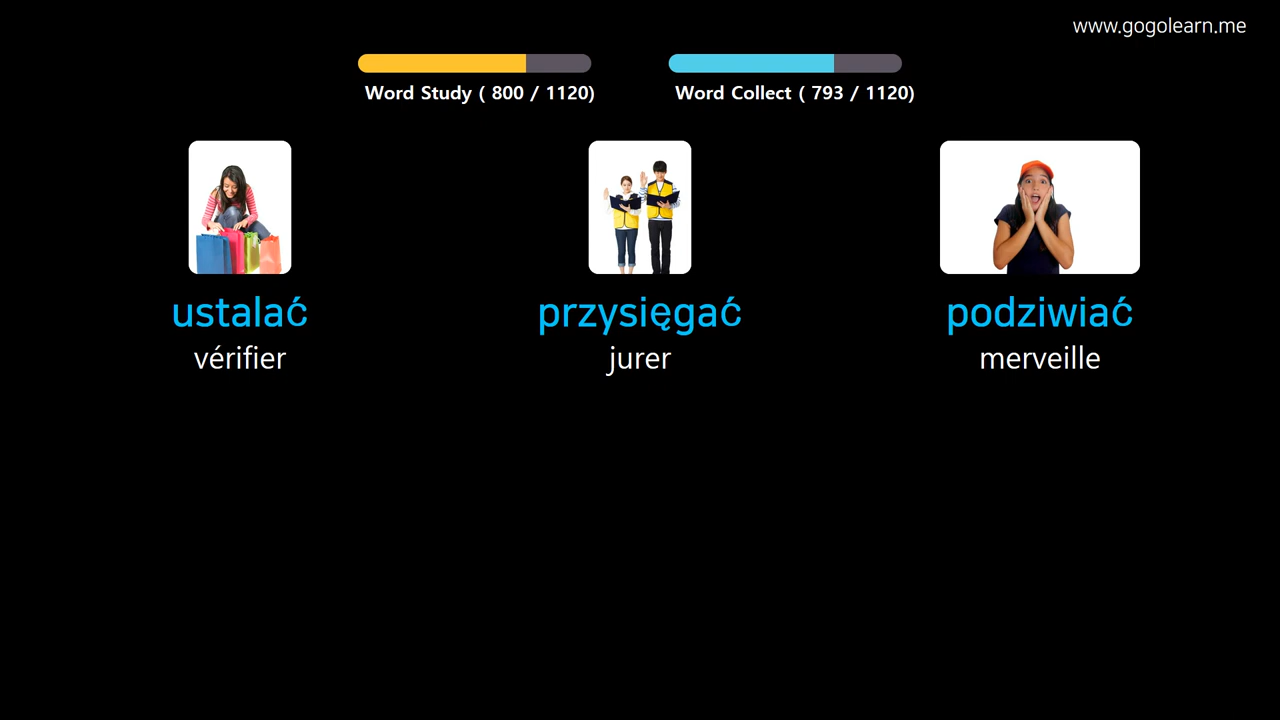 www.gogolearn.me
Word Study ( 800 / 1120)
Word Collect ( 793 / 1120)
ustalać
przysięgać
podziwiać
vérifier
jurer
merveille